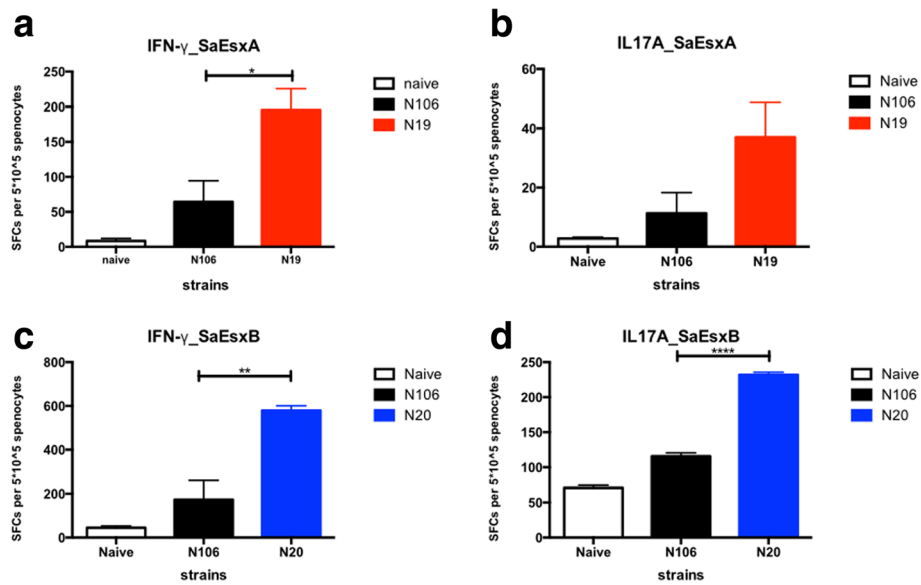 a
IFN-γ_SaEsxA
SFCs per 5*10^5 spenocytes
250
200
150
100
50
0
*
naive
N106
N19
strains
naive
N106
N19
b
IL17A_SaEsxA
SFCs per 5*10^5 spenocytes
60
40
20
0
Naive
N106
N19
strains
Naive
N106
N19
c
IFN-γ_SaEsxB
SFCs per 5*10^5 spenocytes
800
600
400
200
0
**
Naive
N106
N20
strains
Naive
N106
N20
d
IL17A_SaEsxB
SFCs per 5*10^5 spenocytes
250
200
150
100
50
0
****
Naive
N106
N20
strains
Naive
N106
N20